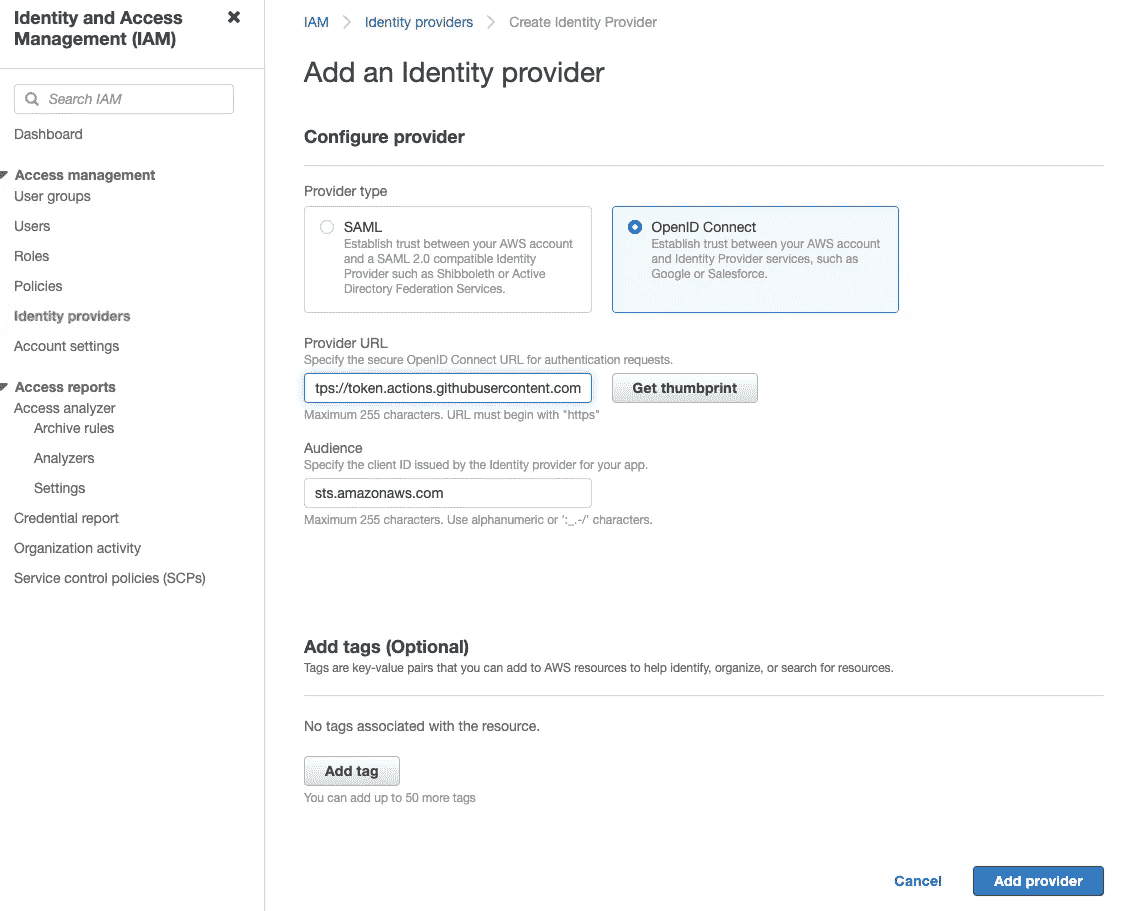 Identity and Access
Management (IAM)
Search IAM
Dashboard
Access management
User groups
Users
Roles
Policies
Identity providers
Account settings
Access reports
Access analyzer
Archive rules
Analyzers
Settings
Credential report
Organization activity
Service control policies (SCPs)
IAM
Identity providers
Create Identity Provider
Add an Identity provider
Configure provider
Provider type
SAML
Establish trust between your AWS account
and a SAML 2.0 compatible Identity
Provider such as Shibboleth or Active
Directory Federation Services.
OpenID Connect
Establish trust between your AWS account
and Identity Provider services, such as
Google or Salesforce.
Provider URL
Specify the secure OpenID Connect URL for authentication requests.
tps://token.actions.githubusercontent.com
Get thumbprint
Maximum 255 characters. URL must begin with "https"
Audience
Specify the client ID issued by the Identity provider for your app.
sts.amazonaws.com
Maximum 255 characters. Use alphanumeric or ':_.-/' characters.
Add tags (Optional)
Tags are key-value pairs that you can add to AWS resources to help identify, organize, or search for resources.
No tags associated with the resource.
Add tag
You can add up to 50 more tags
Cancel
Add provider